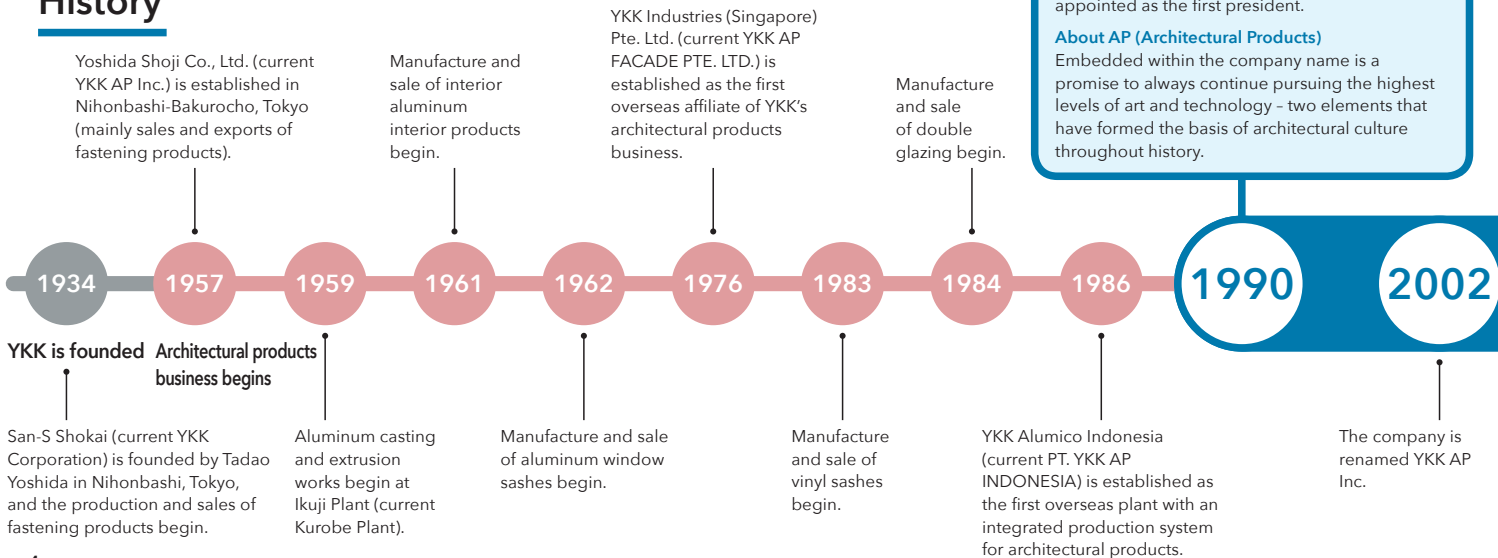 History
Yoshida Shoji Co., Ltd. (current
YKK AP Inc.) is established in
Nihonbashi-Bakurocho, Tokyo
(mainly sales and exports of
fastening products).
Manufacture and
sale of interior
aluminum
interior products
begin.
YKK Industries (Singapore)
Pte. Ltd. (current YKK AP
FACADE PTE. LTD.) is
established as the first
overseas affiliate of YKK’s
architectural products
business.
Manufacture
and sale
of double
glazing begin.
appointed as the first president.
About AP (Architectural Products)
Embedded within the company name is a
promise to always continue pursuing the highest
levels of art and technology – two elements that
have formed the basis of architectural culture
throughout history.
1934
1957
1959
1961
1962
1976
1983
1984
1986
1990
2002
YKK is founded
Architectural products
business begins
San-S Shokai (current YKK
Corporation) is founded by Tadao
Yoshida in Nihonbashi, Tokyo,
and the production and sales of
fastening products begin.
Aluminum casting
and extrusion
works begin at
Ikuji Plant (current
Kurobe Plant).
Manufacture and sale
of aluminum window
sashes begin.
Manufacture
and sale of
vinyl sashes
begin.
YKK Alumico Indonesia
(current PT. YKK AP
INDONESIA) is established as
the first overseas plant with an
integrated production system
for architectural products.
The company is
renamed YKK AP
Inc.